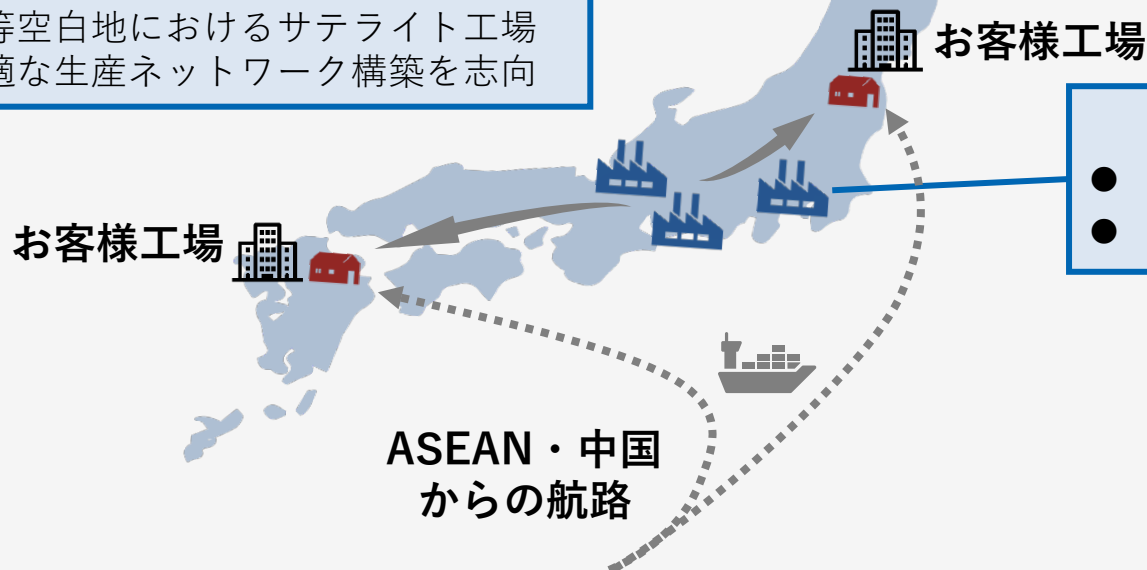 等空白地におけるサテライト工場
適な生産ネットワーク構築を志向
お客様工場
お客様工場
ASEAN・中国
からの航路